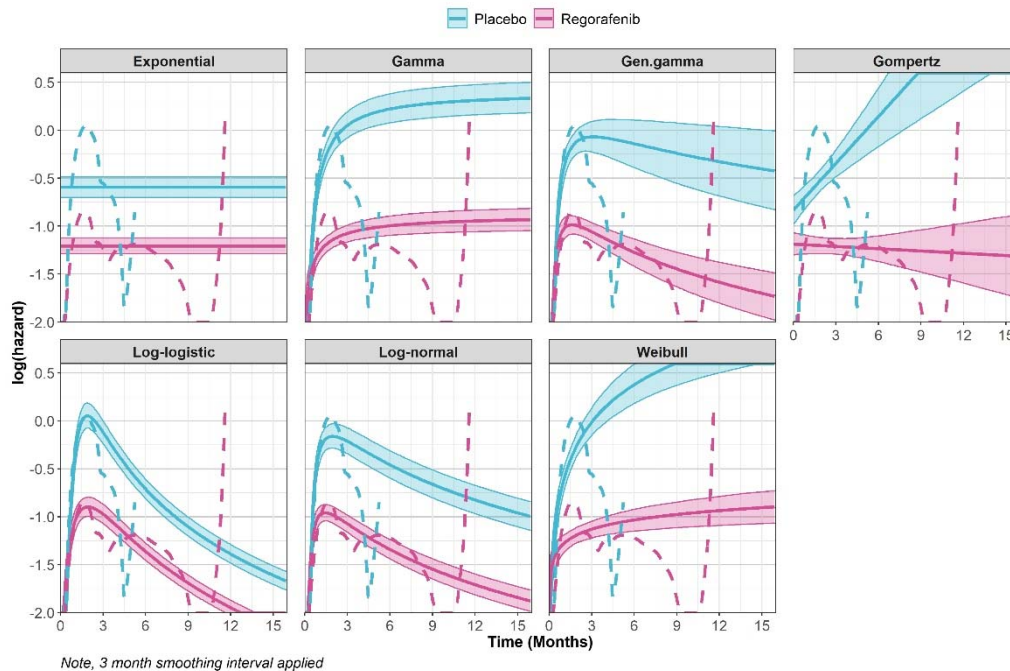 Placebo Regorafenib
Exponential Gamma Gen.gamma Gompertz
0.5
0.0
-0.5
-1.0
-1.5
-2.0
0 3 6 9 12 15
log(hazard)
Log-logistic Log-normal Weibull
0.5
0.0
-0.5
-1.0
-1.5
-2.0
0 3 6 9 12 15 0 3 6 9 12 15 0 3 6 9 12 15
Time (Months)
Note, 3 month smoothing interval applied